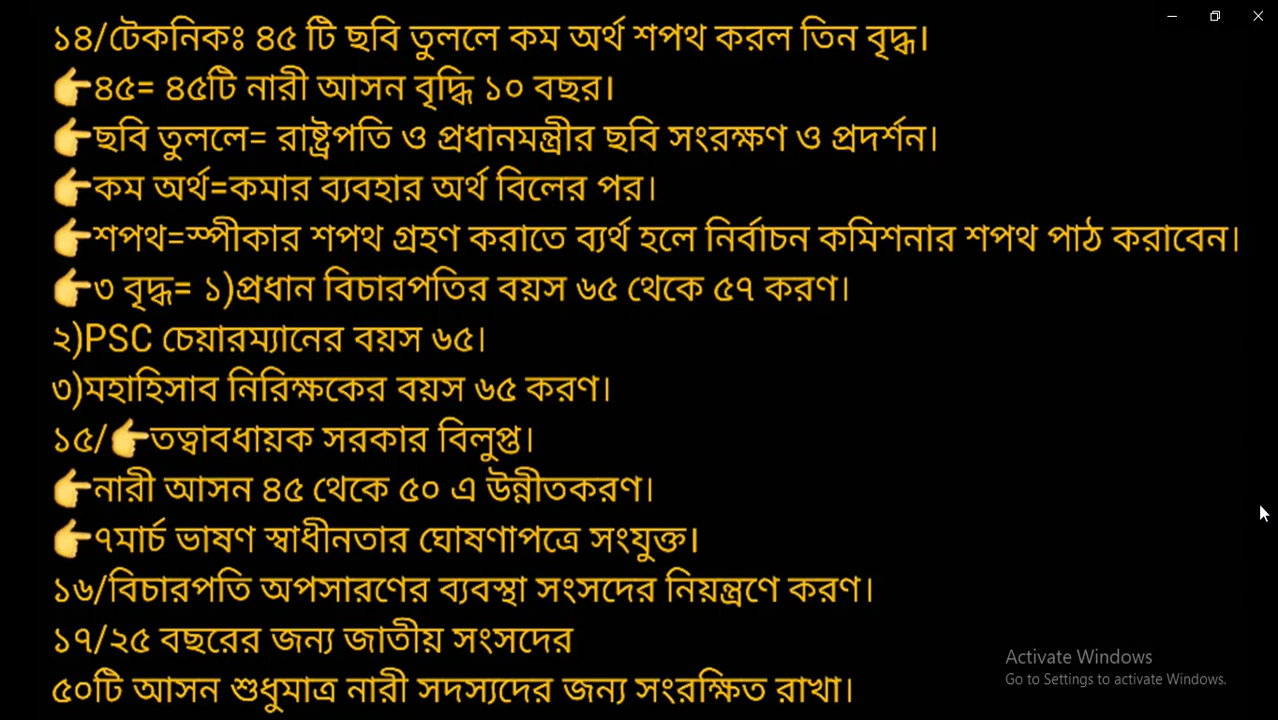 ১৪/টেকনিকঃ ৪৫ টি ছবি তুললে কম অর্থ শপথ করল তিন বৃদ্ধ।
👉৪৫= ৪৫টি নারী আসন বৃদ্ধি ১০ বছর।
👉ছবি তুললে= রাষ্ট্রপতি ও প্রধানমন্ত্রীর ছবি সংরক্ষণ ও প্রদর্শন।
👉কম অর্থ=কমার ব্যবহার অর্থ বিলের পর।
👉শপথ=স্পীকার শপথ গ্রহণ করাতে ব্যর্থ হলে নির্বাচন কমিশনার শপথ পাঠ করাবেন।
👉৩ বৃদ্ধ= ১)প্রধান বিচারপতির বয়স ৬৫ থেকে ৫৭ করণ।
২)PSC চেয়ারম্যানের বয়স ৬৫।
৩)মহাহিসাব নিরিক্ষকের বয়স ৬৫ করণ।
১৫/👉তত্বাবধায়ক সরকার বিলুপ্ত।
👉নারী আসন ৪৫ থেকে ৫০ এ উন্নীতকরণ।
👉৭মার্চ ভাষণ স্বাধীনতার ঘোষণাপত্রে সংযুক্ত।
১৬/বিচারপতি অপসারণের ব্যবস্থা সংসদের নিয়ন্ত্রণে করণ।
১৭/২৫ বছরের জন্য জাতীয় সংসদের
৫০টি আসন শুধুমাত্র নারী সদস্যদের জন্য সংরক্ষিত রাখা।
Activate Windows
Go to Settings to activate Windows.